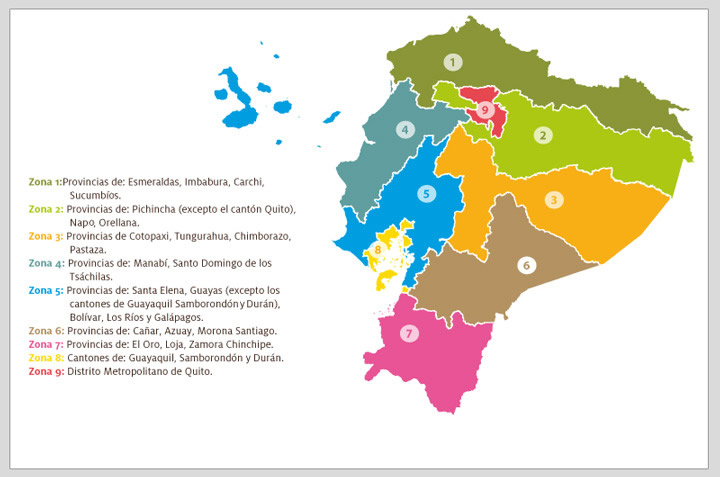 Zona 1:Provincias de: Esmeraldas, Imbabura, Carchi,
Sucumbíos.
Zona 2: Provincias de: Pichincha (excepto el cantón Quito),
Napo, Orellana.
Zona 3: Provincias de Cotopaxi, Tungurahua, Chimborazo,
Pastaza.
Zona 4: Provincias de: Manabí, Santo Domingo de los
Tsáchilas.
Zona 5: Provincias de: Santa Elena, Guayas (excepto los
cantones de Guayaquil Samborondón y Durán),
Bolívar, Los Ríos y Galápagos.
Zona 6: Provincias de: Cañar, Azuay, Morona Santiago.
Zona 7: Provincias de: El Oro, Loja, Zamora Chinchipe.
Zona 8: Cantones de: Guayaquil, Samborondón y Durán.
Zona 9: Distrito Metropolitano de Quito.
1
9
4
2
5
3
8
6
7